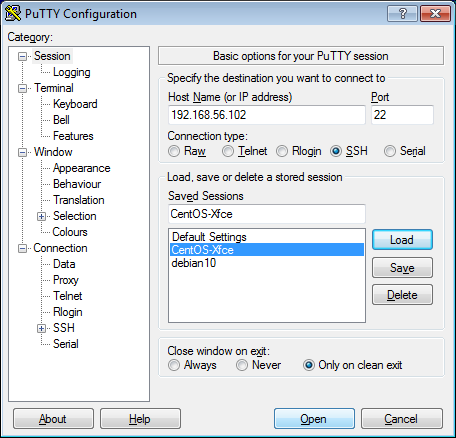 PuTTY Configuration
Category:
Session
Logging
Terminal
Keyboard
Bell
Features
Window
Appearance
Behaviour
Translation
Selection
Colours
Connection
Data
Proxy
Telnet
Rlogin
SSH
Serial
Basic options for your PuTTY session
Specify the destination you want to connect to
Host Name (or IP address) Port
192.168.56.102 22
Connection type:
Raw Telnet Rlogin SSH Serial
Load, save or delete a stored session
Saved Sessions
CentOS-Xfce
Default Settings
CentOS-Xfce
debian10
Load
Save
Delete
Close window on exit:
Always Never Only on clean exit
About Help Open Cancel